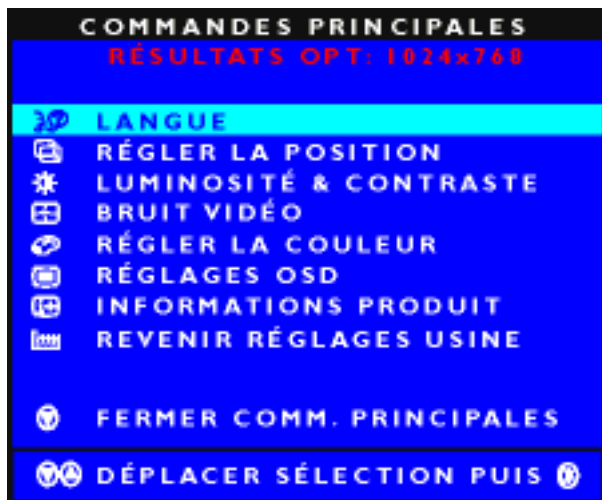 COMMANDES PRINCIPALES
RÉSULTATS OPT: 1024x768
LANGUE
RÉGLER LA POSITION
LUMINOSITÉ & CONTRASTE
BRUIT VIDÉO
RÉGLER LA COULEUR
RÉGLAGES OSD
INFORMATIONS PRODUIT
REVENIR RÉGLAGES USINE
FERMER COMM. PRINCIPALES
DÉPLACER SÉLECTION PUIS